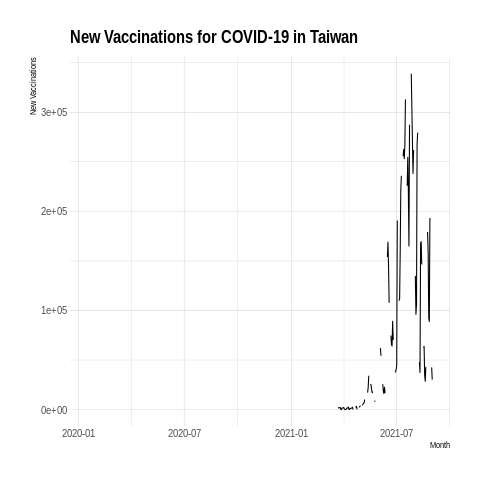 New Vaccinations for COVID-19 in Taiwan
New Vaccinations
3e+05
2e+05
1e+05
0e+00
2020-01 2020-07 2021-01 2021-07
Month